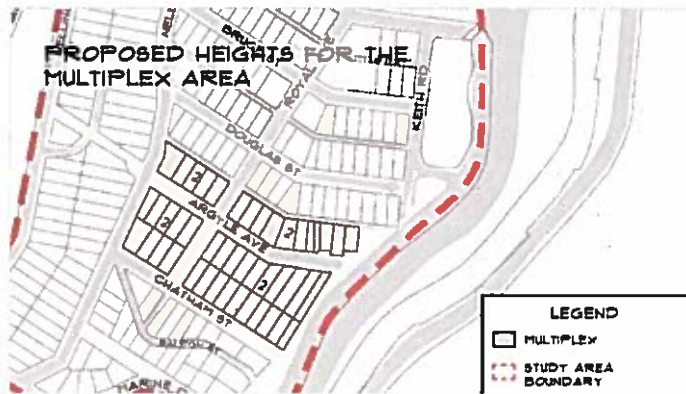 PROPOSED HEIGHTS FOR THE
MULTIPLEX AREA
KEITH RD
DOUGLAS ST
2
ARGYLE AVE
2
2
2
CHATHAM ST
LEGEND
MULTIPLEX
STUDY AREA
BOUNDARY